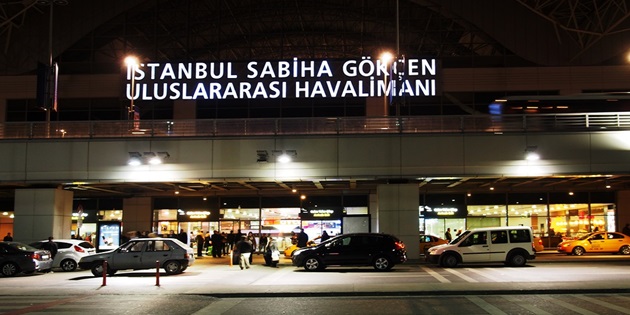 İSTANBUL SABİHA GÖKÇEN
ULUSLARARASI HAVALİMANI